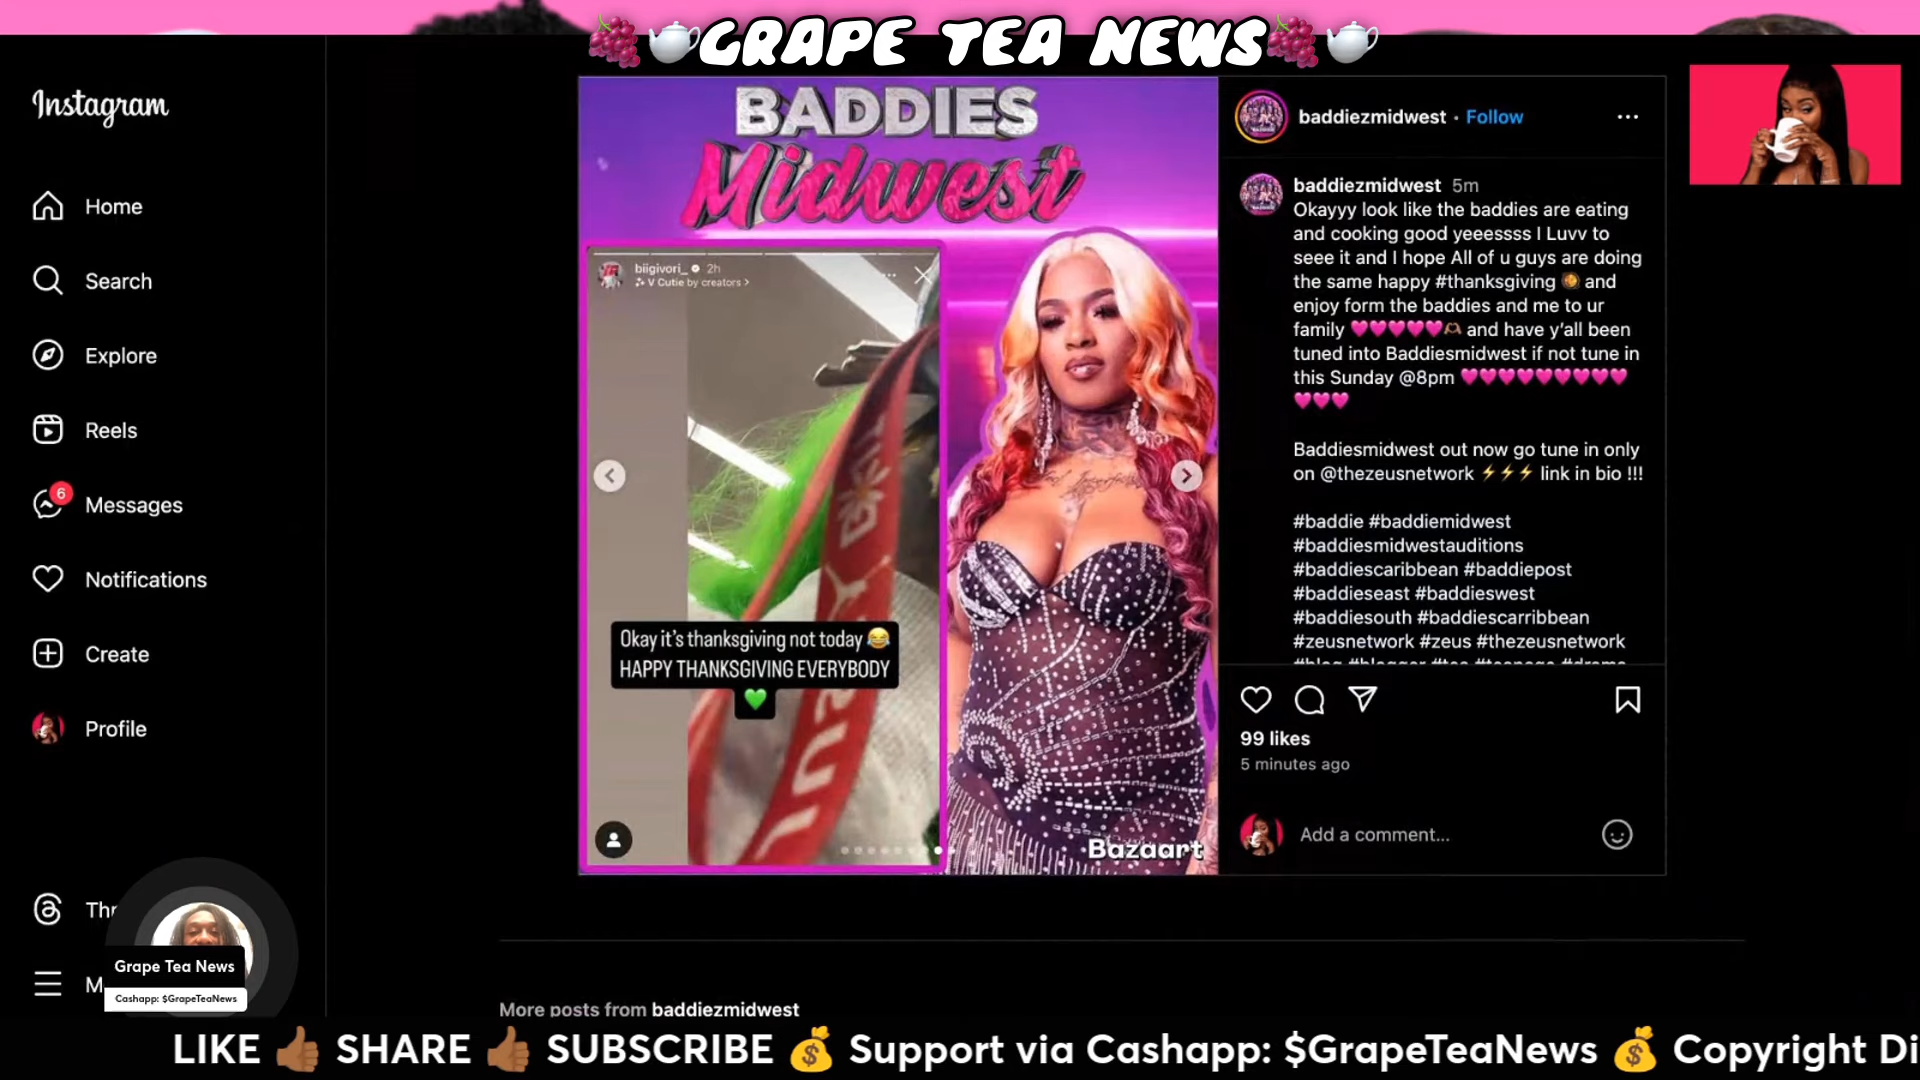 GRAPE TEA NEWS
Instagram
Home
Search
Explore
Reels
6
Messages
Notifications
Create
Profile
Thr
M
Grape Tea News
Cashapp: $GrapeTeaNews
BADDIES
Midwest
biigivori_ 2h
V Cutie by creators >
Okay it's thanksgiving not today 😂
HAPPY THANKSGIVING EVERYBODY
💚
Bazaart
baddiezmidwest • Follow
baddiezmidwest 5m
Okayyy look like the baddies are eating
and cooking good yeeessss I Luvv to
seee it and I hope All of u guys are doing
the same happy #thanksgiving 🥘 and
enjoy form the baddies and me to ur
family 💗💗💗💗💗🫶🏽 and have y'all been
tuned into Baddiesmidwest if not tune in
this Sunday @8pm 💗💗💗💗💗💗💗💗💗
💗💗💗
Baddiesmidwest out now go tune in only
on @thezeusnetwork ⚡⚡⚡ link in bio !!!
#baddie #baddiemidwest
#baddiesmidwestauditions
#baddiescaribbean #baddiepost
#baddieseast #baddieswest
#baddiessouth #baddiescarribbean
#zeusnetwork #zeus #thezeusnetwork
#blog #blogger #tea #teapage #drama
99 likes
5 minutes ago
Add a comment...
More posts from baddiezmidwest
LIKE 👍🏾 SHARE 👍🏾 SUBSCRIBE 💰 Support via Cashapp: $GrapeTeaNews 💰 Copyright Di